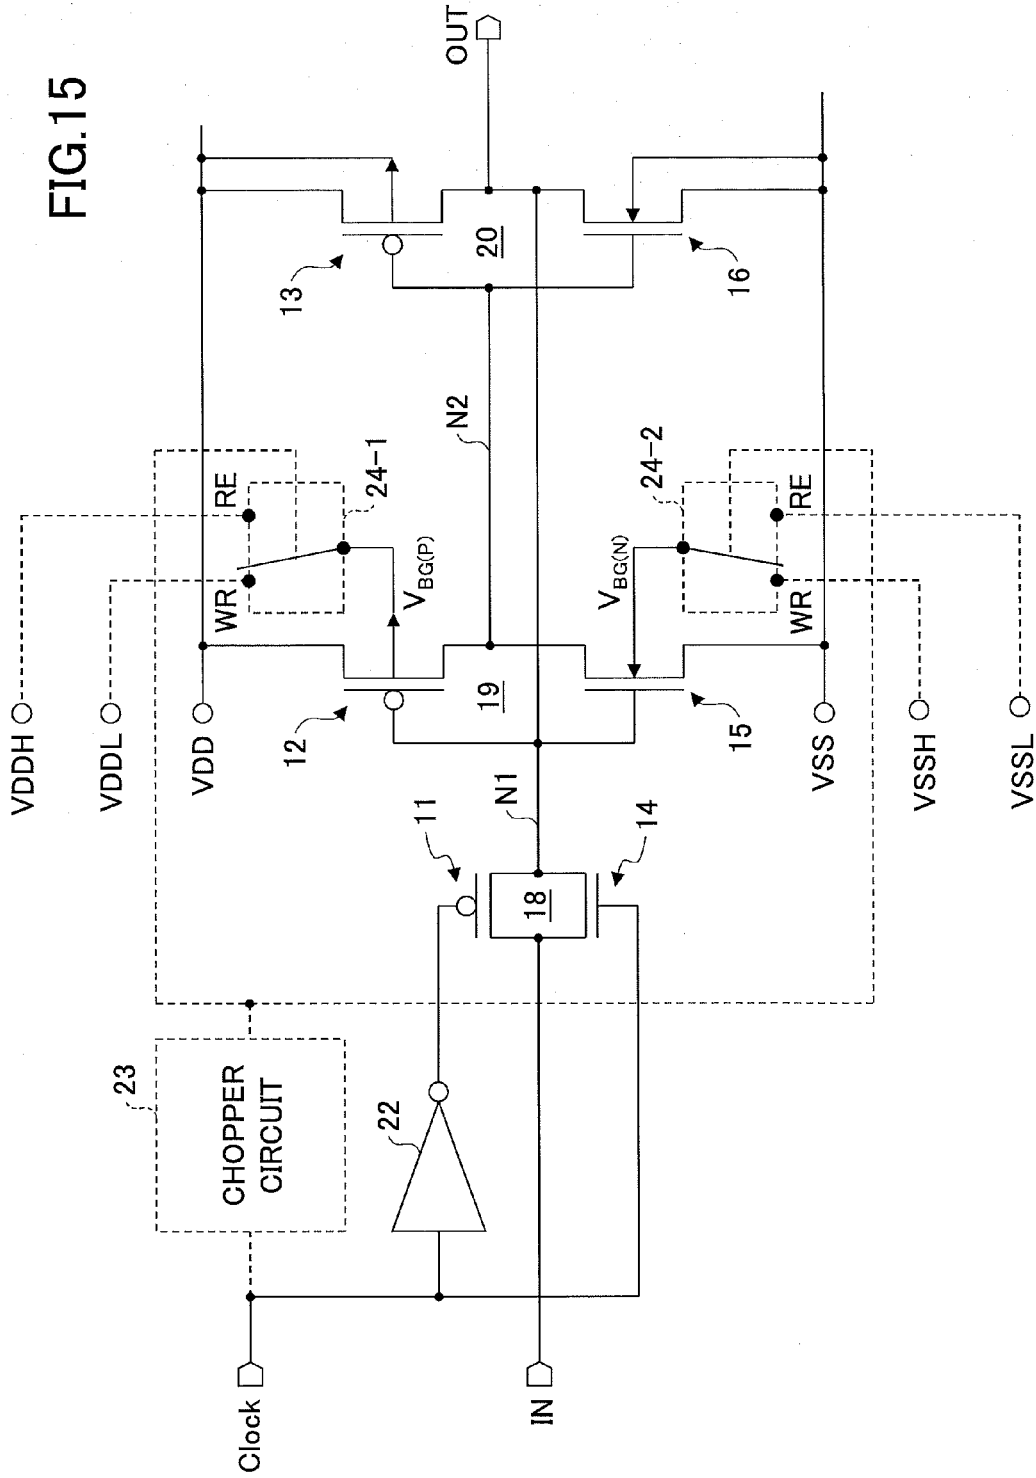 FIG.15
VDDH
VDDL
VDD
WR
RE
24-1
VBG(P)
12
19
13
20
OUT
N2
N1
11
18
14
15
16
VBG(N)
24-2
WR
RE
VSS
VSSH
VSSL
23
CHOPPER
CIRCUIT
22
Clock
IN